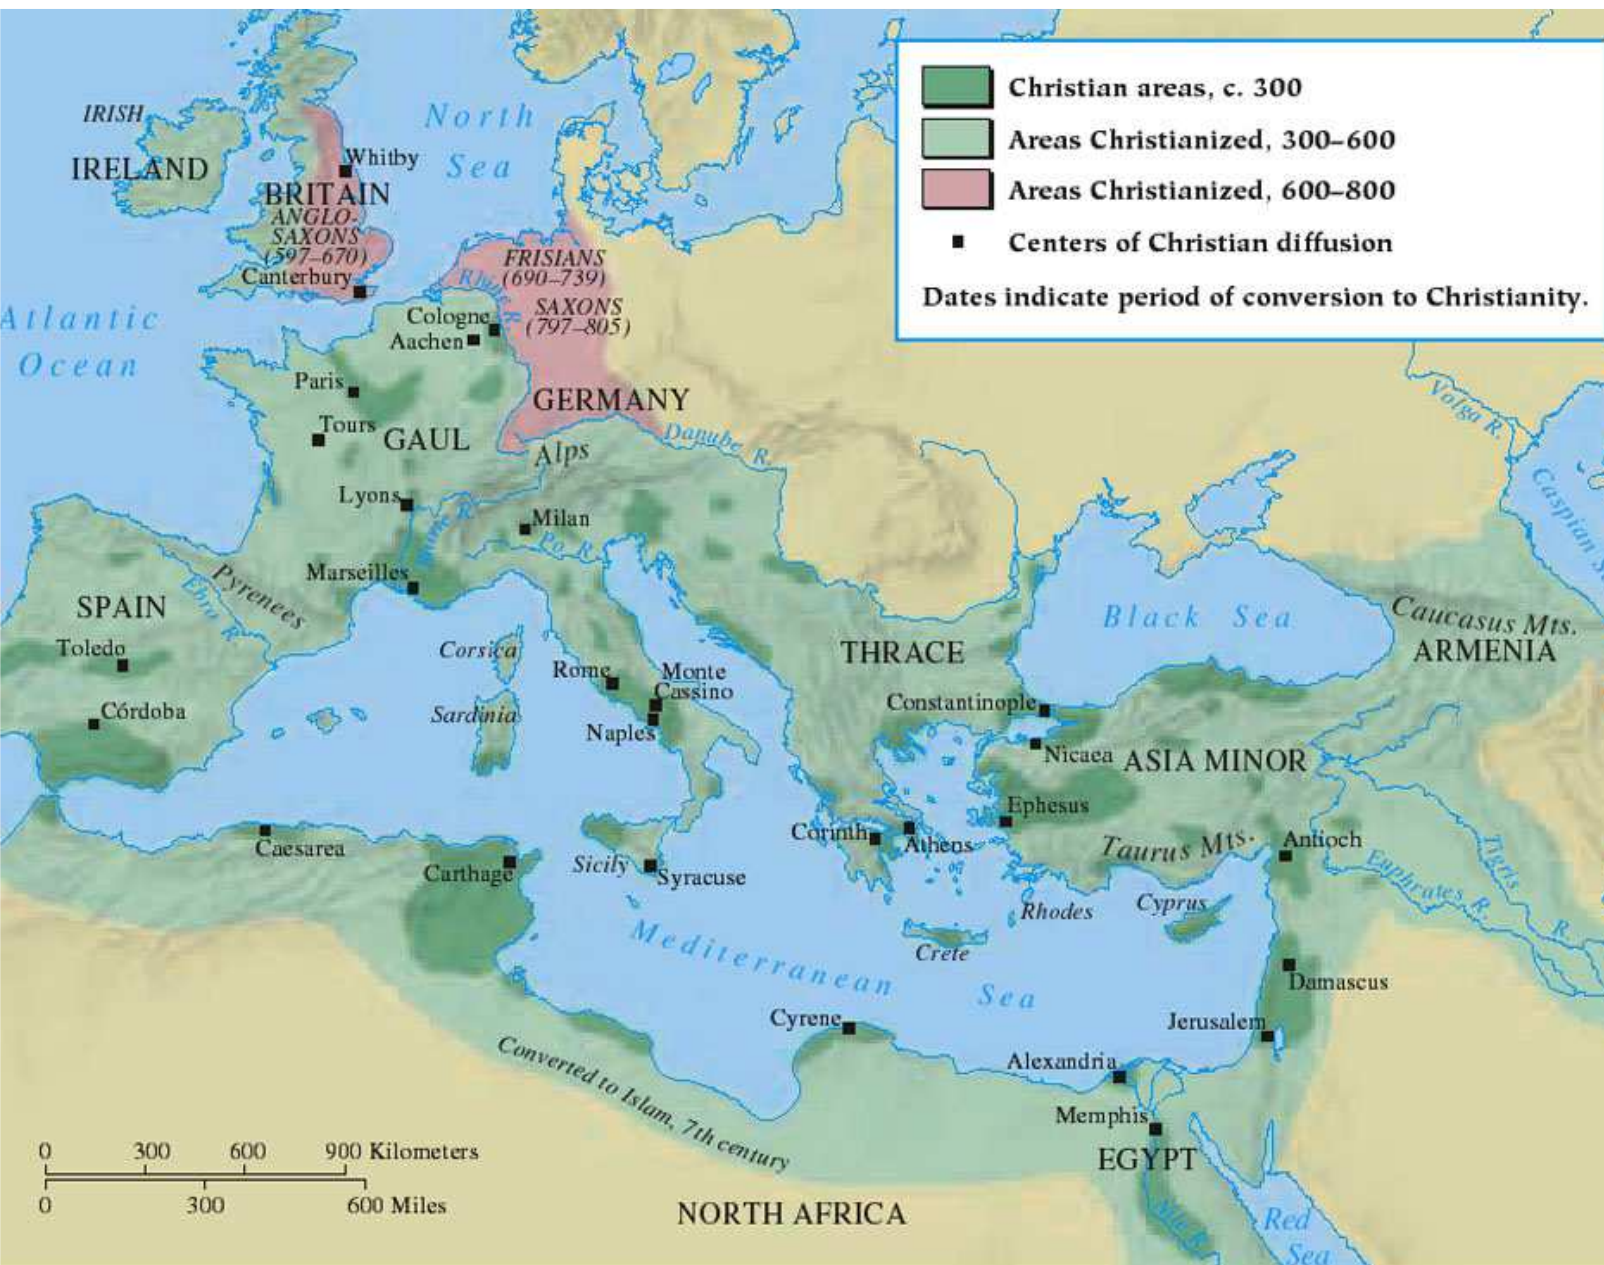 Christian areas, c. 300
Areas Christianized, 300–600
Areas Christianized, 600–800
Centers of Christian diffusion
Dates indicate period of conversion to Christianity.
IRISH
IRELAND
North
Sea
Whitby
BRITAIN
ANGLO-
SAXONS
(597–670)
Canterbury
FRISIANS
(690–739)
Rhine R.
SAXONS
(797–805)
Atlantic
Ocean
Cologne
Aachen
Paris
Tours
GAUL
GERMANY
Alps
Danube R.
Volga R.
Caspian
Lyons
Rhone R.
Milan
Po. R.
Marseilles
Pyrenees
Ebro R.
SPAIN
Toledo
Córdoba
Corsica
Sardinia
Rome
Monte
Cassino
Naples
THRACE
Black Sea
Caucasus Mts.
ARMENIA
Constantinople
Nicaea
ASIA MINOR
Ephesus
Corinth
Athens
Taurus Mts.
Antioch
Tigris R.
Euphrates R.
Caesarea
Carthage
Sicily
Syracuse
Rhodes
Cyprus
Crete
Mediterranean Sea
Damascus
Jerusalem
Cyrene
Alexandria
Memphis
EGYPT
Nile R.
Red
Sea
Converted to Islam, 7th century
NORTH AFRICA
0 300 600 900 Kilometers
0 300 600 Miles